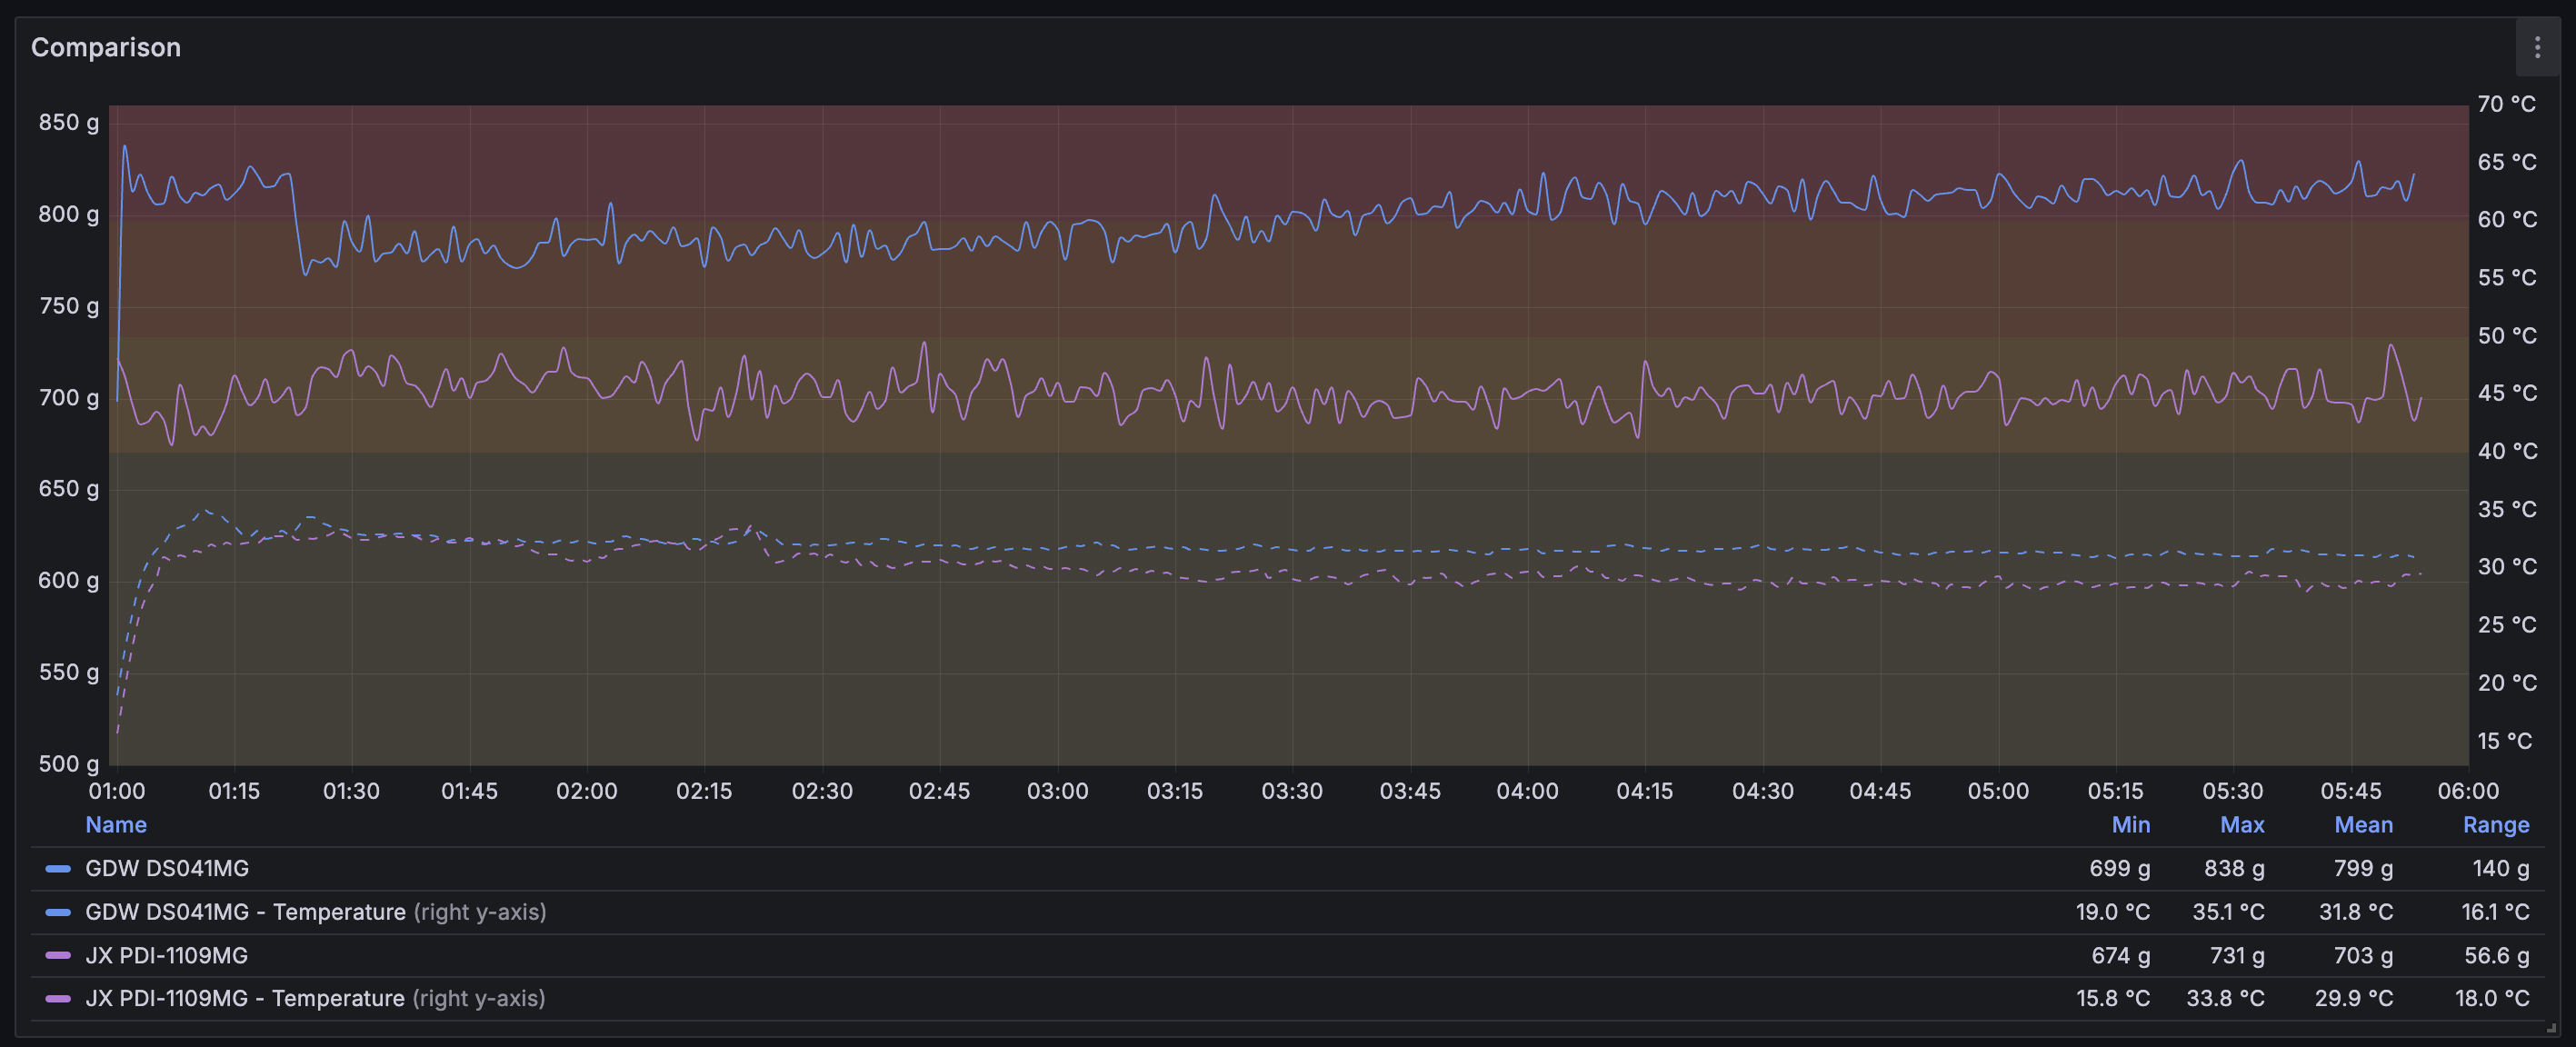 Comparison
850 g
800 g
750 g
700 g
650 g
600 g
550 g
500 g
70 °C
65 °C
60 °C
55 °C
50 °C
45 °C
40 °C
35 °C
30 °C
25 °C
20 °C
15 °C
01:00 01:15 01:30 01:45 02:00 02:15 02:30 02:45 03:00 03:15 03:30 03:45 04:00 04:15 04:30 04:45 05:00 05:15 05:30 05:45 06:00
Name Min Max Mean Range
GDW DS041MG 699 g 838 g 799 g 140 g
GDW DS041MG - Temperature (right y-axis) 19.0 °C 35.1 °C 31.8 °C 16.1 °C
JX PDI-1109MG 674 g 731 g 703 g 56.6 g
JX PDI-1109MG - Temperature (right y-axis) 15.8 °C 33.8 °C 29.9 °C 18.0 °C